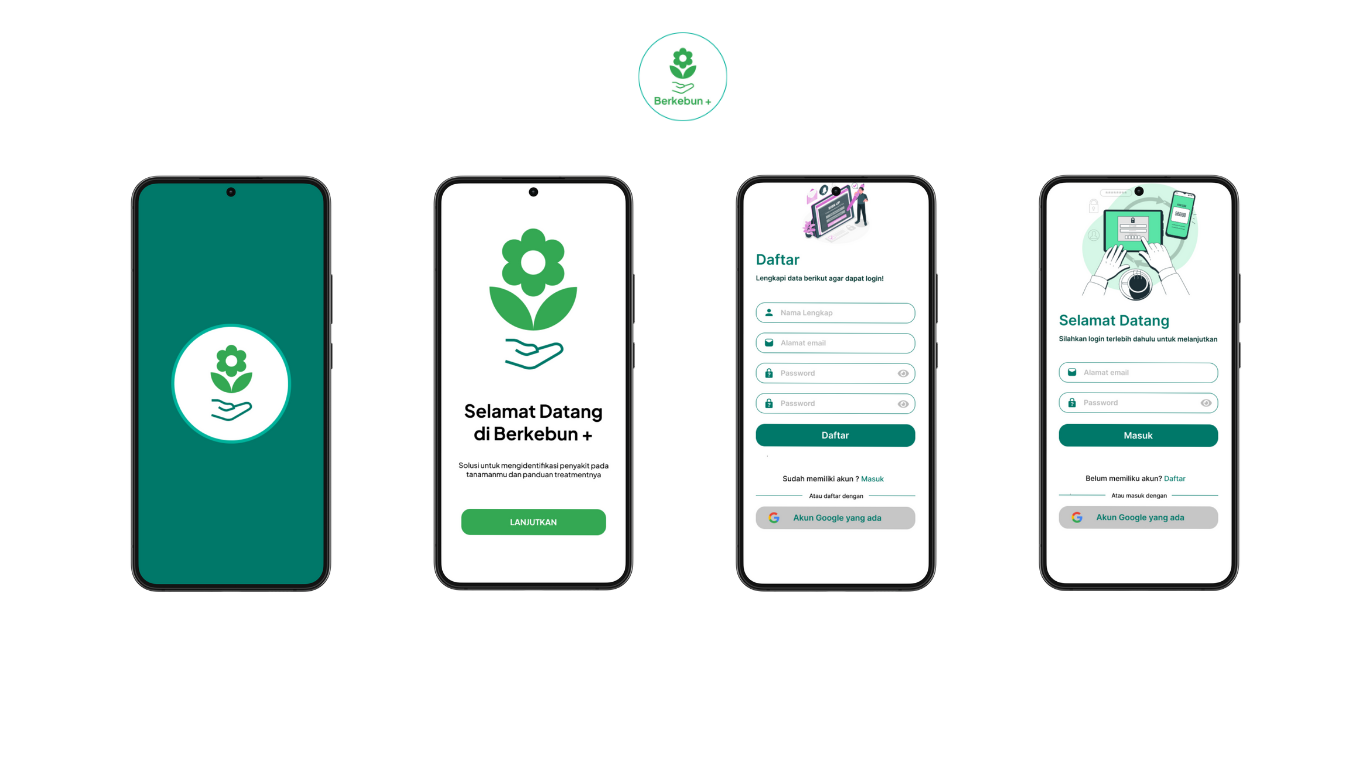 Berkebun +
Selamat Datang
di Berkebun +
Solusi untuk mengidentifikasi penyakit pada
tanamanmu dan panduan treatmentnya
LANJUTKAN
Daftar
Lengkapi data berikut agar dapat login!
Nama Lengkap
Alamat email
Password
Password
Daftar
Sudah memiliki akun ? Masuk
Atau daftar dengan
Akun Google yang ada
Selamat Datang
Silahkan login terlebih dahulu untuk melanjutkan
Alamat email
Password
Masuk
Belum memiliku akun? Daftar
Atau masuk dengan
Akun Google yang ada